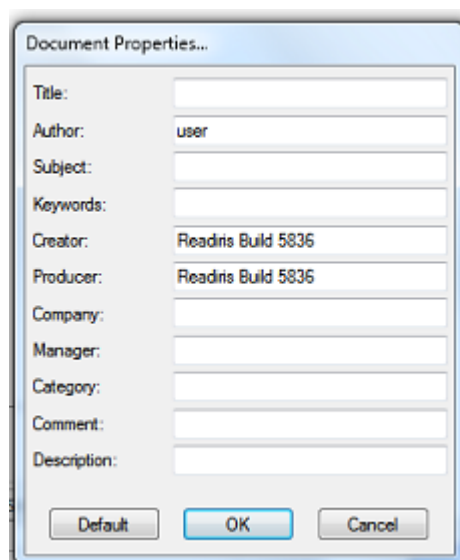 Document Properties...
Title:
Author: user
Subject:
Keywords:
Creator: Readiris Build 5836
Producer: Readiris Build 5836
Company:
Manager:
Category:
Comment:
Description:
Default OK Cancel